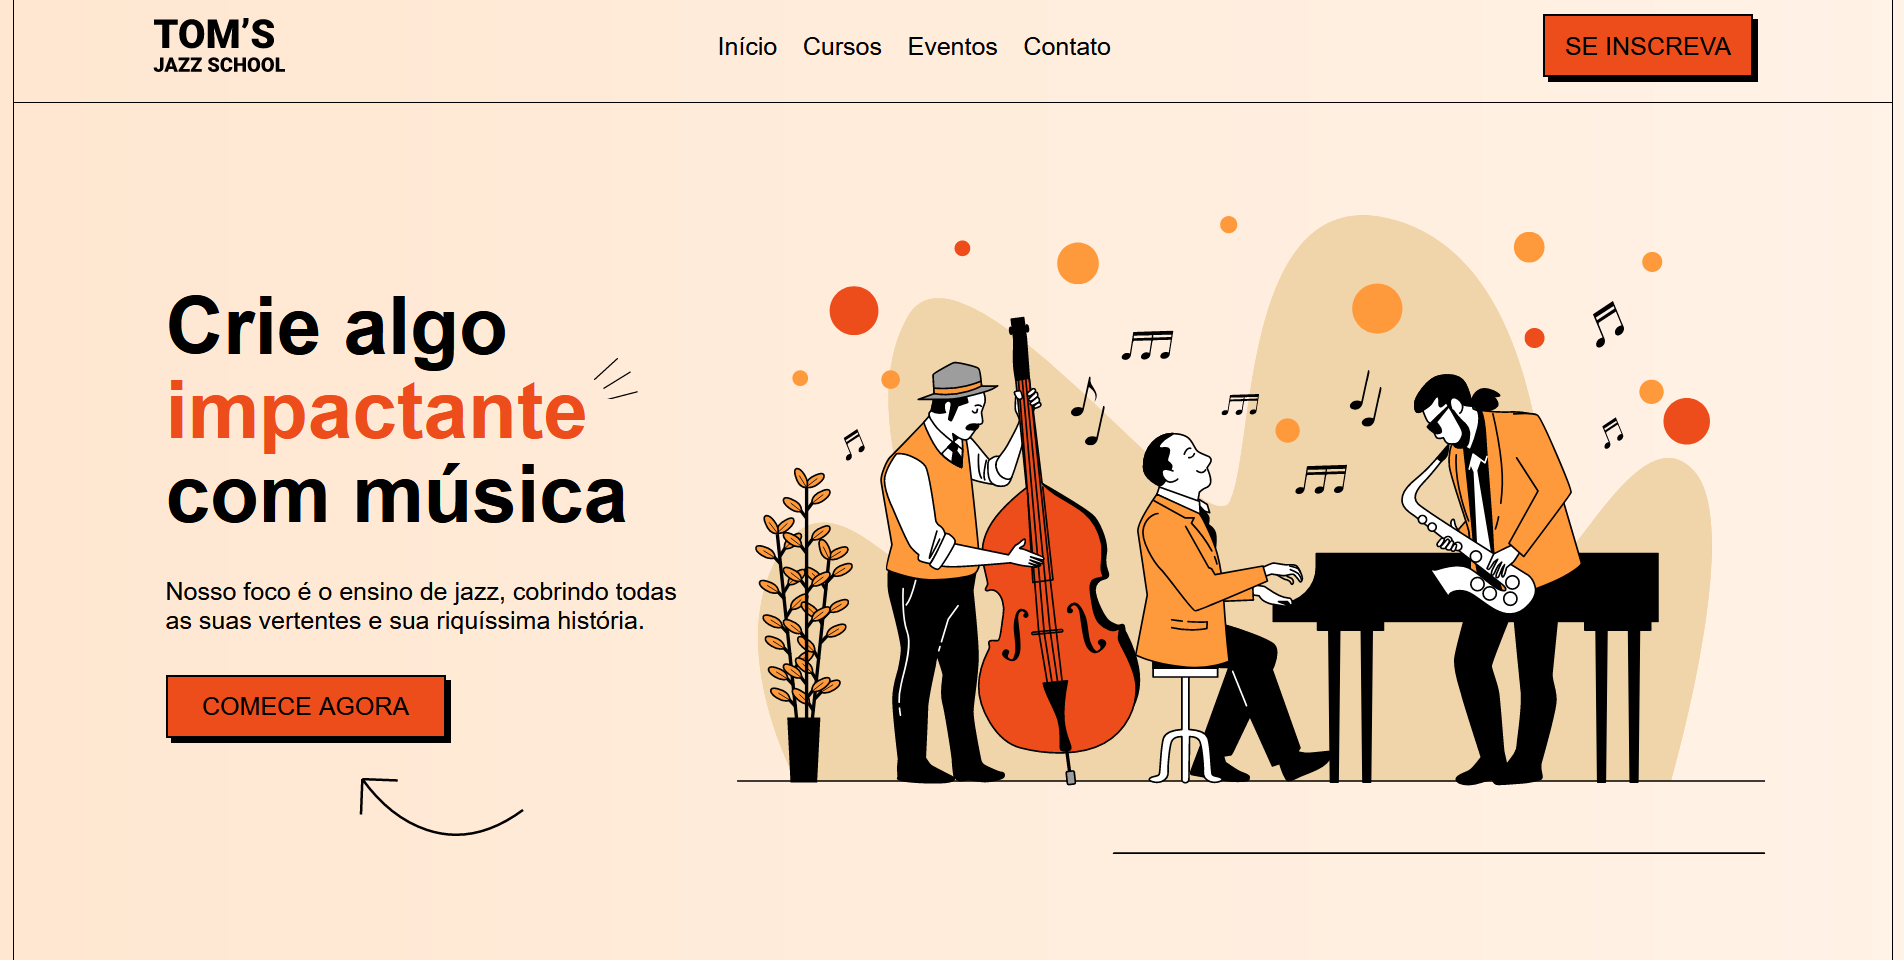 TOM’S
JAZZ SCHOOL
Início Cursos Eventos Contato
SE INSCREVA
Crie algo
impactante
com música
Nosso foco é o ensino de jazz, cobrindo todas
as suas vertentes e sua riquíssima história.
COMECE AGORA